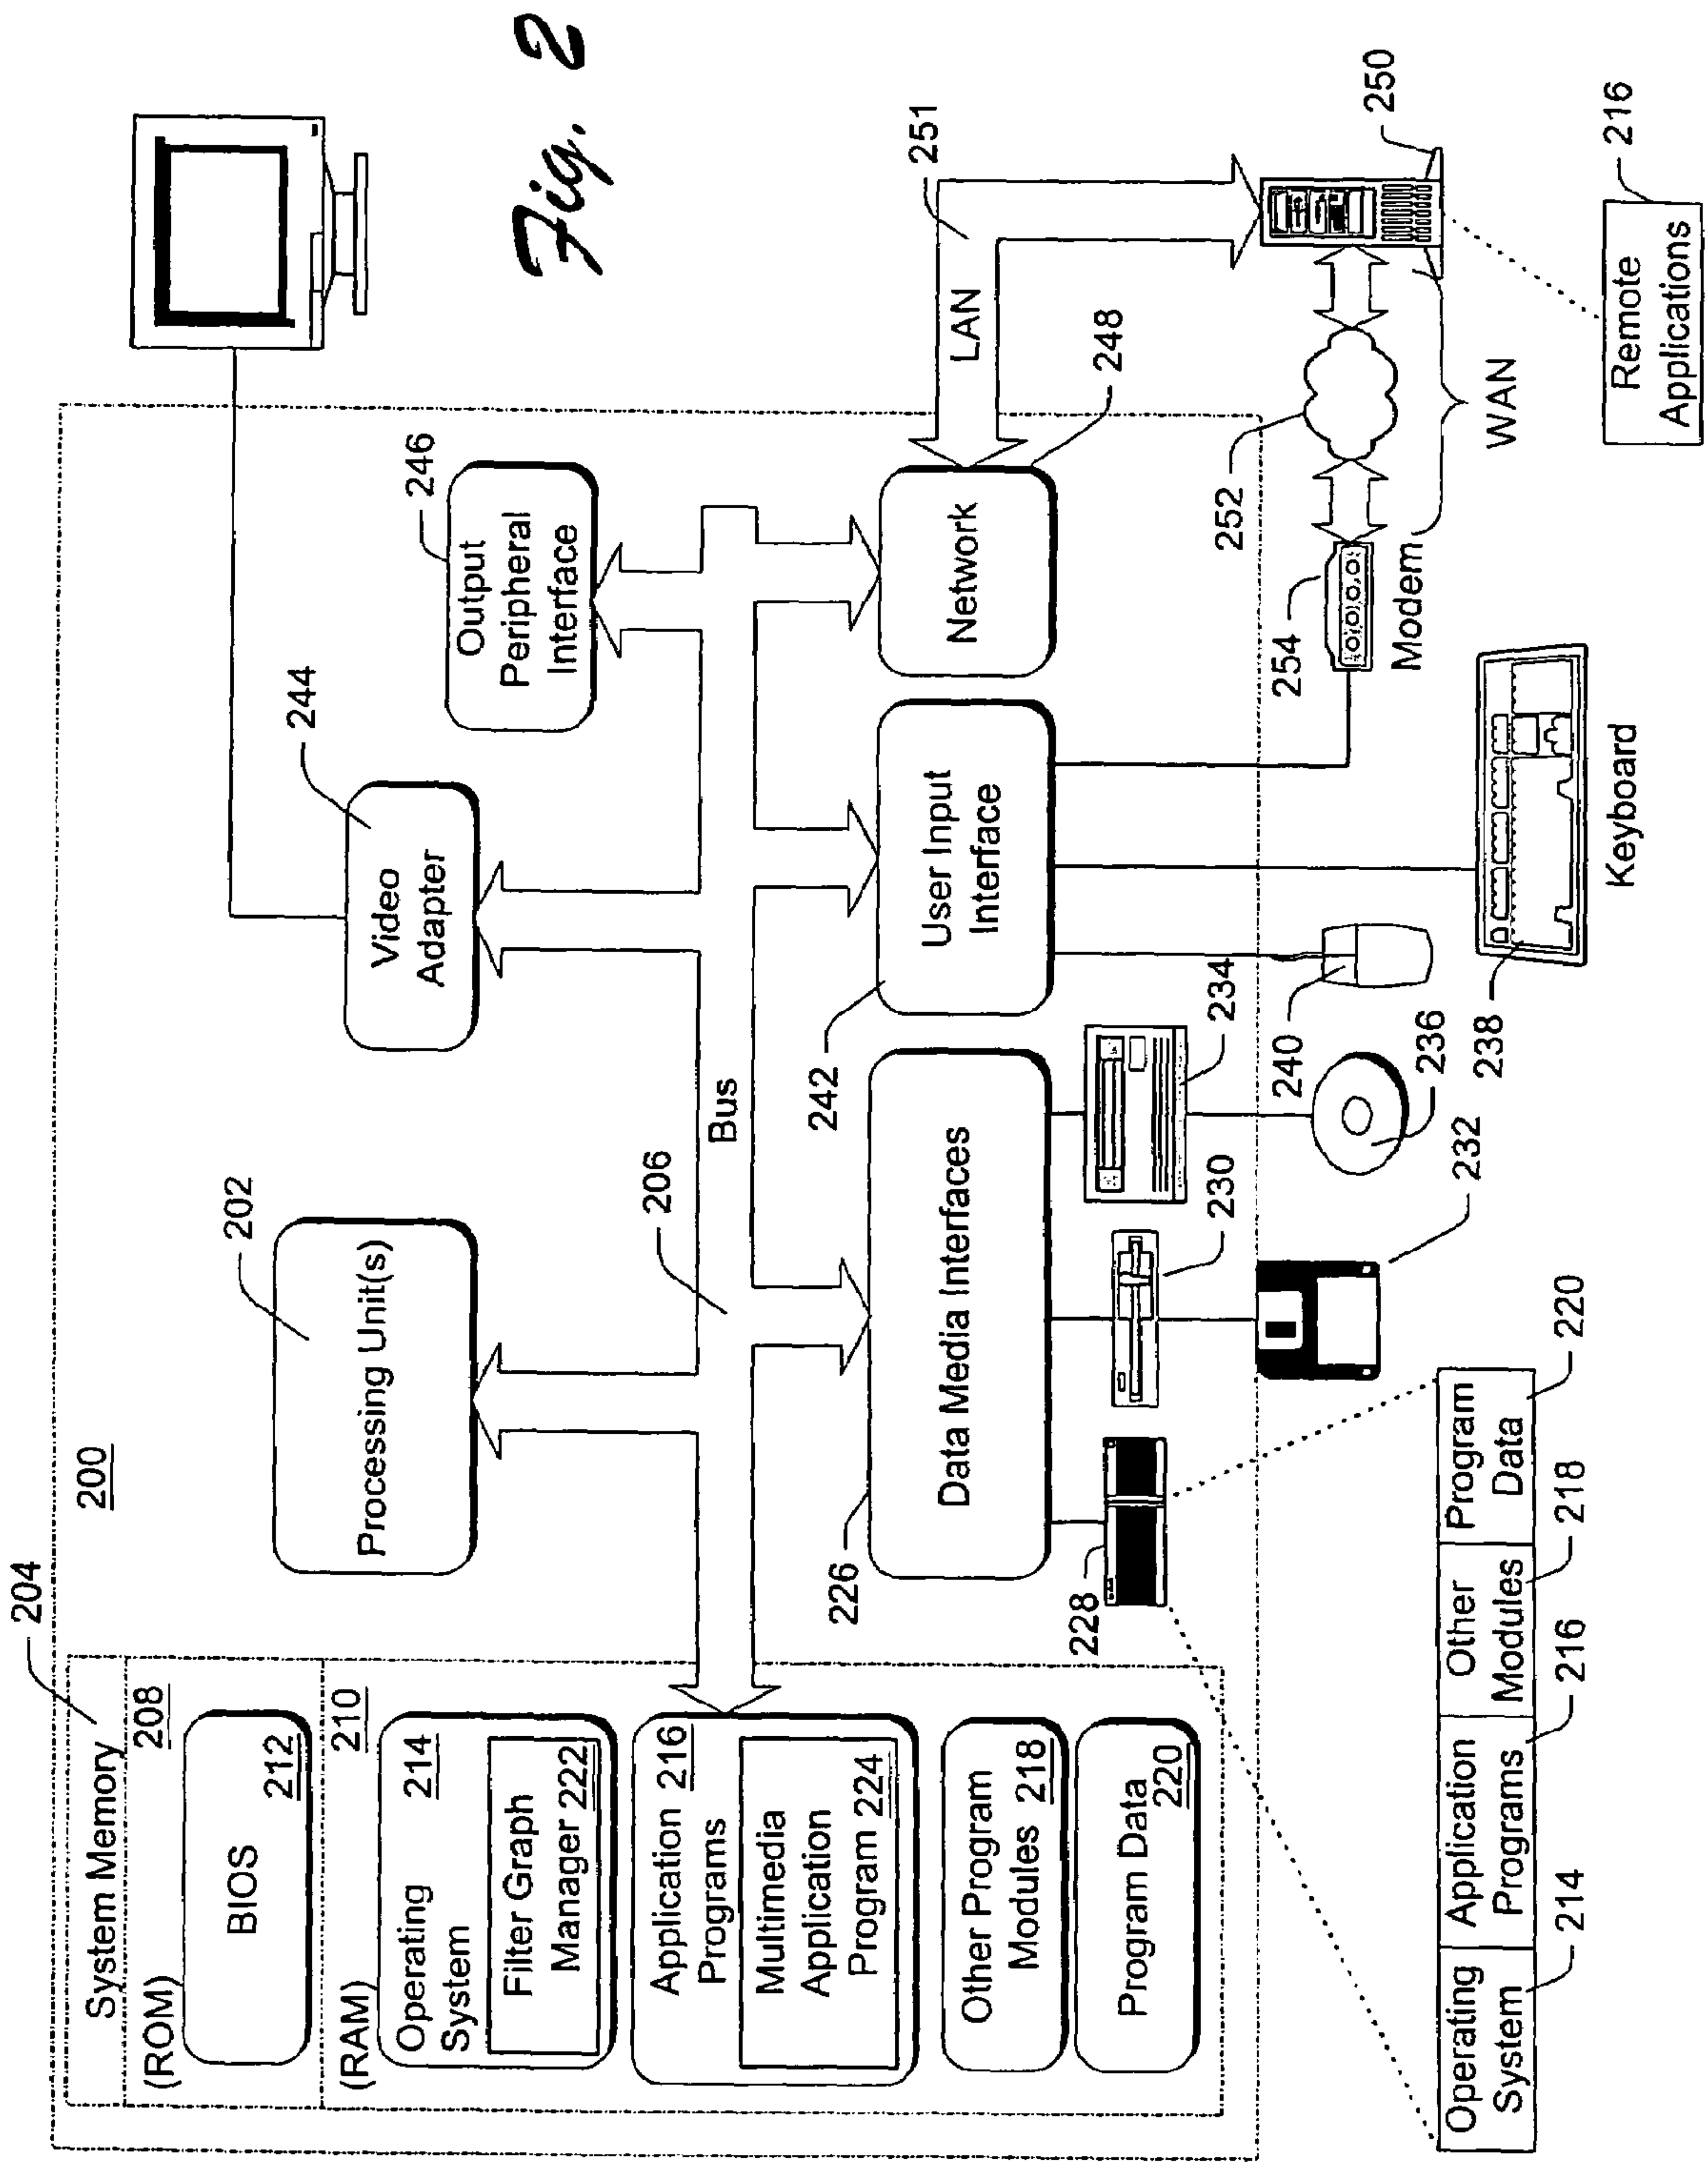 200
204
System Memory
(ROM) 208
BIOS
212
(RAM) 210
Operating
System
214
Filter Graph
Manager 222
Application 216
Programs
Multimedia
Application
Program 224
Other Program
Modules 218
Program Data
220
202
Processing Unit(s)
206
Bus
244
Video
Adapter
246
Output
Peripheral
Interface
226
Data Media Interfaces
242
User Input
Interface
Network
248
LAN
251
228
230
234
232
236
240
238
Keyboard
254
Modem
252
WAN
250
216
Remote
Applications
Operating
System
Application
Programs
Other
Modules
Program
Data
214
216
218
220
Fig. 2